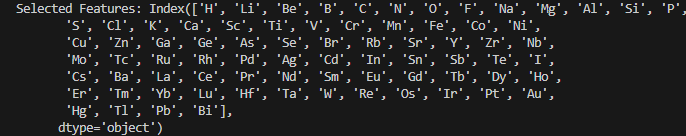 Selected Features: Index(['H', 'Li', 'Be', 'B', 'C', 'N', 'O', 'F', 'Na', 'Mg', 'Al', 'Si', 'P',
'S', 'Cl', 'K', 'Ca', 'Sc', 'Ti', 'V', 'Cr', 'Mn', 'Fe', 'Co', 'Ni',
'Cu', 'Zn', 'Ga', 'Ge', 'As', 'Se', 'Br', 'Rb', 'Sr', 'Y', 'Zr', 'Nb',
'Mo', 'Tc', 'Ru', 'Rh', 'Pd', 'Ag', 'Cd', 'In', 'Sn', 'Sb', 'Te', 'I',
'Cs', 'Ba', 'La', 'Ce', 'Pr', 'Nd', 'Sm', 'Eu', 'Gd', 'Tb', 'Dy', 'Ho',
'Er', 'Tm', 'Yb', 'Lu', 'Hf', 'Ta', 'W', 'Re', 'Os', 'Ir', 'Pt', 'Au',
'Hg', 'Tl', 'Pb', 'Bi'],
dtype='object')